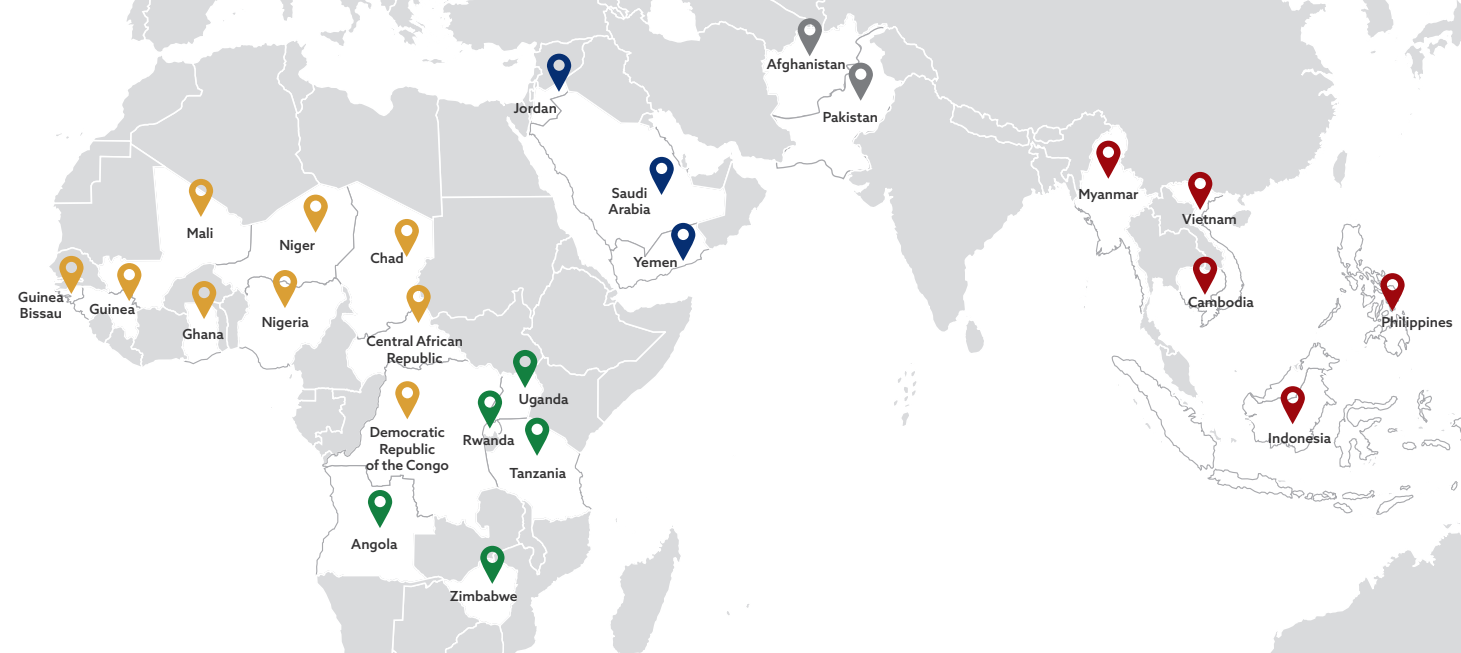 Afghanistan
Jordan
Pakistan
Myanmar
Saudi
Arabia
Vietnam
Mali
Niger
Chad
Yemen
Guinea
Bissau
Guinea
Ghana
Nigeria
Cambodia
Philippines
Central African
Republic
Uganda
Democratic
Republic
of the Congo
Rwanda
Indonesia
Tanzania
Angola
Zimbabwe